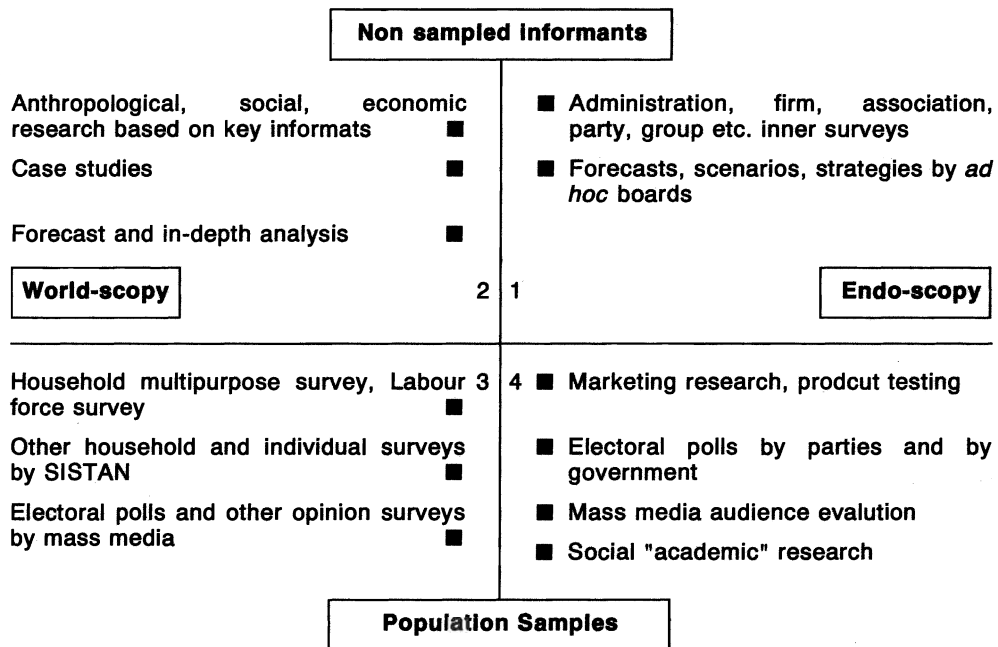 Non sampled Informants
Anthropological, social, economic
research based on key informats ■
Case studies ■
Forecast and in-depth analysis ■
■ Administration, firm, association,
party, group etc. inner surveys
■ Forecasts, scenarios, strategies by ad
hoc boards
World-scopy
2
1
Endo-scopy
Household multipurpose survey, Labour
force survey ■
Other household and individual surveys
by SISTAN ■
Electoral polls and other opinion surveys
by mass media ■
3
4
■ Marketing research, prodcut testing
■ Electoral polls by parties and by
government
■ Mass media audience evalution
■ Social "academic" research
Population Samples